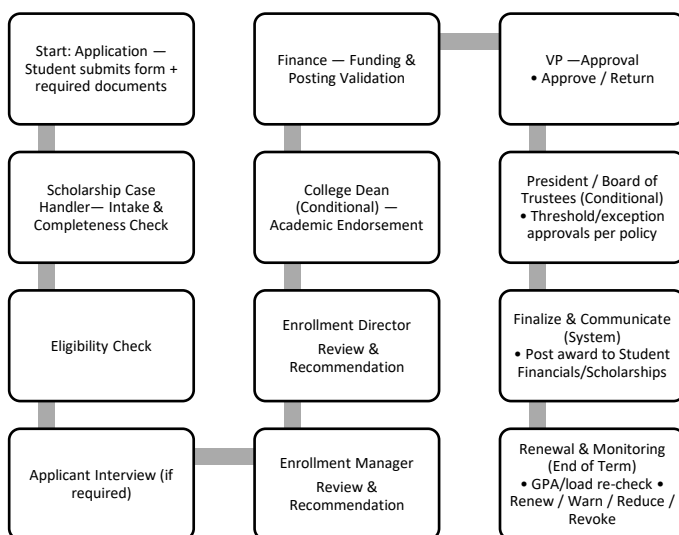 Start: Application —
Student submits form +
required documents
Scholarship Case
Handler— Intake &
Completeness Check
Eligibility Check
Applicant Interview (if
required)
Enrollment Manager
Review &
Recommendation
Enrollment Director
Review &
Recommendation
College Dean
(Conditional) —
Academic Endorsement
Finance — Funding &
Posting Validation
VP —Approval
• Approve / Return
President / Board of
Trustees (Conditional)
• Threshold/exception
approvals per policy
Finalize & Communicate
(System)
• Post award to Student
Financials/Scholarships
Renewal & Monitoring
(End of Term)
• GPA/load re-check •
Renew / Warn / Reduce /
Revoke